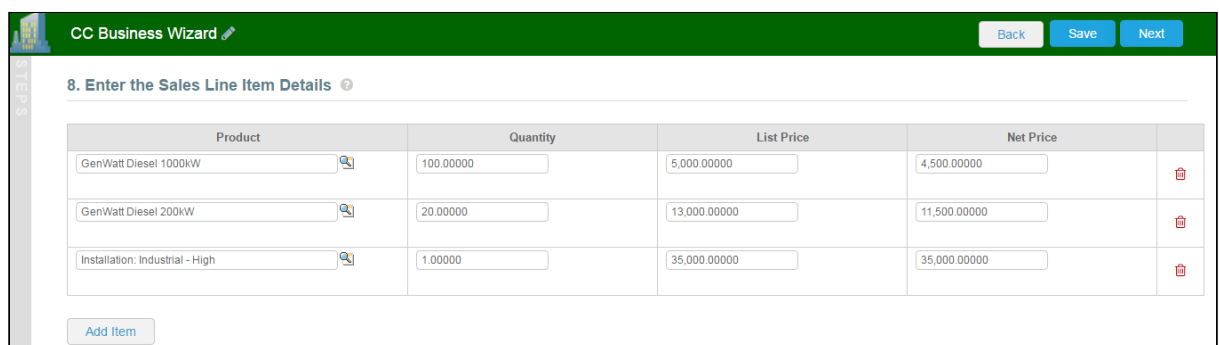 CC Business Wizard
Back Save Next
STEPS
8. Enter the Sales Line Item Details ?
Product Quantity List Price Net Price
GenWatt Diesel 1000kW 100.00000 5,000.00000 4,500.00000
GenWatt Diesel 200kW 20.00000 13,000.00000 11,500.00000
Installation: Industrial - High 1.00000 35,000.00000 35,000.00000
Add Item